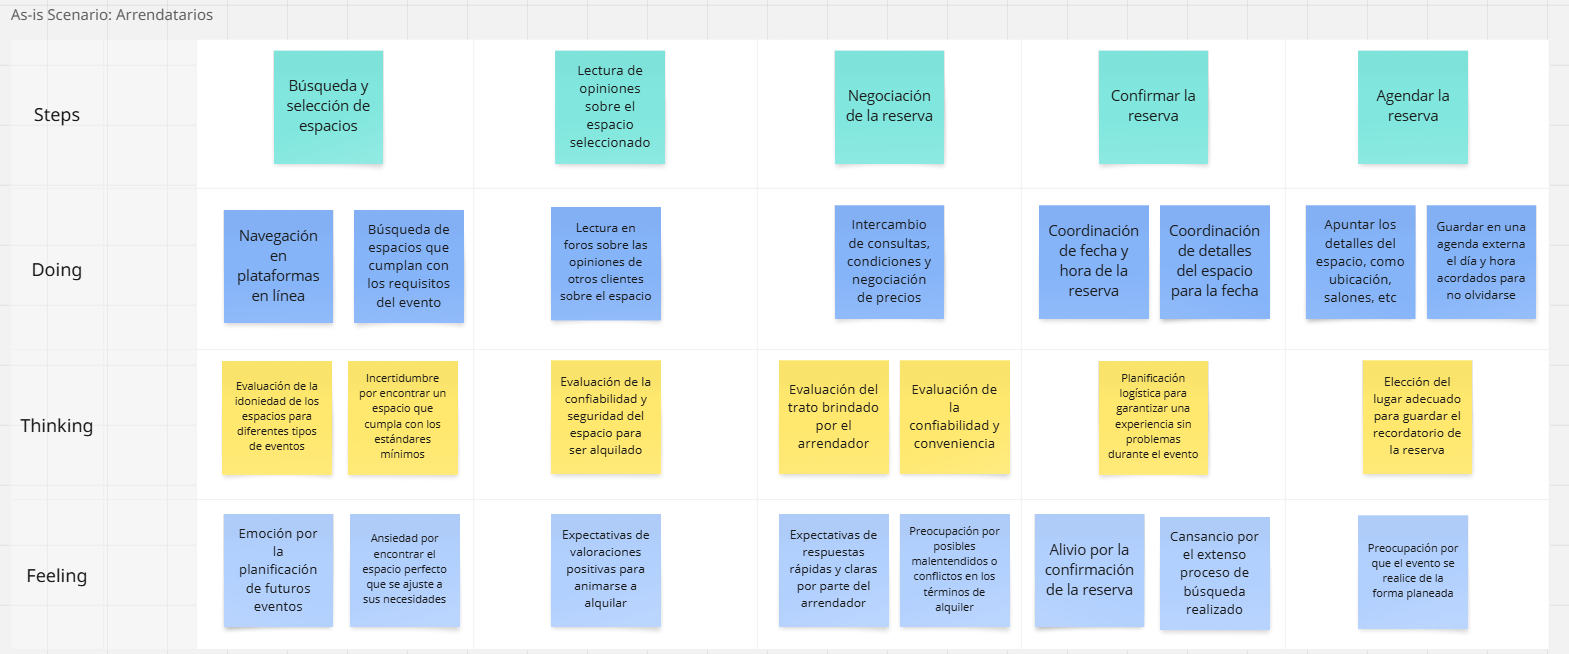 As-is Scenario: Arrendatarios
Steps
Búsqueda y
selección de
espacios
Lectura de
opiniones
sobre el
espacio
seleccionado
Negociación
de la reserva
Confirmar la
reserva
Agendar la
reserva
Doing
Navegación
en
plataformas
en línea
Búsqueda de
espacios que
cumplan con
los requisitos
del evento
Lectura en
foros sobre las
opiniones de
otros clientes
sobre el espacio
Intercambio
de consultas,
condiciones y
negociación
de precios
Coordinación
de fecha y
hora de la
reserva
Coordinación
de detalles
del espacio
para la fecha
Apuntar los
detalles del
espacio, como
ubicación,
salones, etc
Guardar en una
agenda externa
el día y hora
acordados para
no olvidarse
Thinking
Evaluación de la
idoniedad de los
espacios para
diferentes tipos
de eventos
Incertidumbre
por encontrar un
espacio que
cumpla con los
estándares
mínimos
Evaluación de la
confiabilidad y
seguridad del
espacio para
ser alquilado
Evaluación del
trato brindado
por el
arrendador
Evaluación de
la
confiabilidad y
conveniencia
Planificación
logística para
garantizar una
experiencia sin
problemas
durante el evento
Elección del
lugar adecuado
para guardar el
recordatorio de
la reserva
Feeling
Emoción por
la
planificación
de futuros
eventos
Ansiedad por
encontrar el
espacio perfecto
que se ajuste a
sus necesidades
Expectativas de
valoraciones
positivas para
animarse a
alquilar
Expectativas de
respuestas
rápidas y claras
por parte del
arrendador
Preocupación por
posibles
malentendidos o
conflictos en los
términos de
alquiler
Alivio por la
confirmación
de la reserva
Cansancio por
el extenso
proceso de
búsqueda
realizado
Preocupación por
que el evento se
realice de la
forma planeada